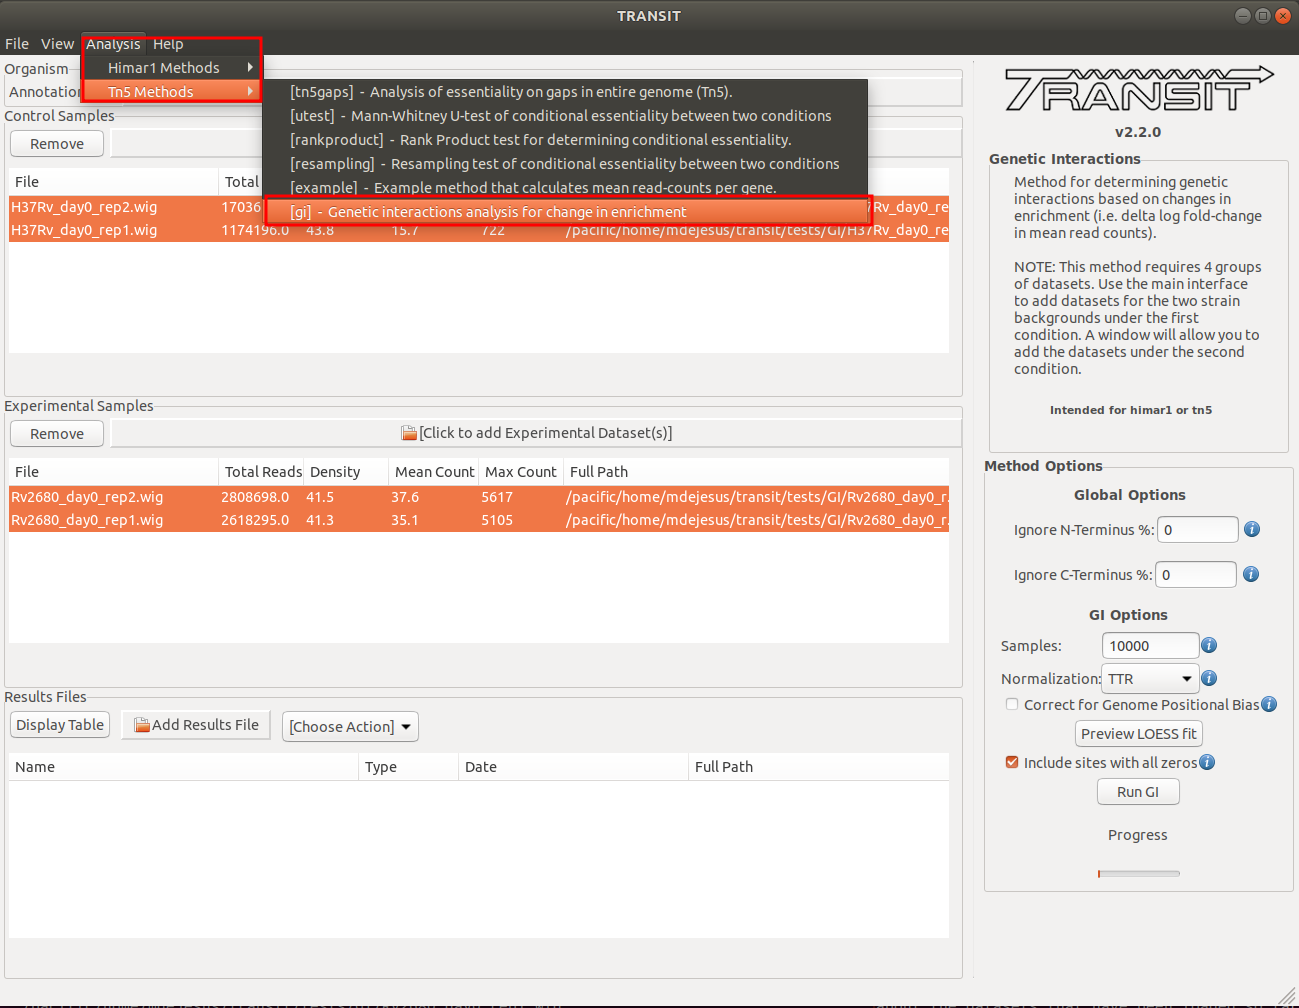 TRANSIT
File View Analysis Help
Organism
Himar1 Methods
Annotation
Tn5 Methods
[tn5gaps] - Analysis of essentiality on gaps in entire genome (Tn5).
[utest] - Mann-Whitney U-test of conditional essentiality between two conditions
[rankproduct] - Rank Product test for determining conditional essentiality.
[resampling] - Resampling test of conditional essentiality between two conditions
[example] - Example method that calculates mean read-counts per gene.
[gi] - Genetic interactions analysis for change in enrichment
Control Samples
Remove
File Total
H37Rv_day0_rep2.wig 17036 7Rv_day0_re
H37Rv_day0_rep1.wig 1174196.0 43.8 15.7 722 /pacific/home/mdejesus/transit/tests/GI/H37Rv_day0_re
Experimental Samples
Remove [Click to add Experimental Dataset(s)]
File Total Reads Density Mean Count Max Count Full Path
Rv2680_day0_rep2.wig 2808698.0 41.5 37.6 5617 /pacific/home/mdejesus/transit/tests/GI/Rv2680_day0_r.
Rv2680_day0_rep1.wig 2618295.0 41.3 35.1 5105 /pacific/home/mdejesus/transit/tests/GI/Rv2680_day0_r.
Results Files
Display Table Add Results File [Choose Action]
Name Type Date Full Path
TRANSIT
v2.2.0
Genetic Interactions
Method for determining genetic
interactions based on changes in
enrichment (i.e. delta log fold-change
in mean read counts).
NOTE: This method requires 4 groups
of datasets. Use the main interface
to add datasets for the two strain
backgrounds under the first
condition. A window will allow you to
add the datasets under the second
condition.
Intended for himar1 or tn5
Method Options
Global Options
Ignore N-Terminus %: 0
Ignore C-Terminus %: 0
GI Options
Samples: 10000
Normalization: TTR
Correct for Genome Positional Bias
Preview LOESS fit
Include sites with all zeros
Run GI
Progress